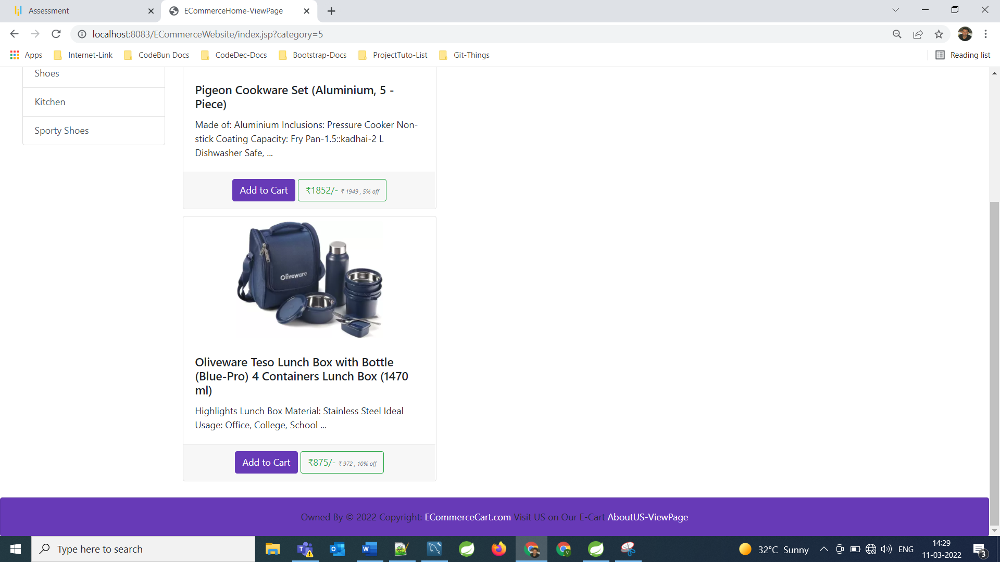 Assessment
ECommerceHome-ViewPage
localhost:8083/ECommerceWebsite/index.jsp?category=5
Apps
Internet-Link
CodeBun Docs
CodeDec-Docs
Bootstrap-Docs
ProjectTuto-List
Git-Things
Reading list
Shoes
Kitchen
Sporty Shoes
Pigeon Cookware Set (Aluminium, 5 -
Piece)
Made of: Aluminium Inclusions: Pressure Cooker Non-
stick Coating Capacity: Fry Pan-1.5::kadhai-2 L
Dishwasher Safe, ...
Add to Cart
₹1852/- ₹ 1949 , 5% off
Oliveware
Oliveware Teso Lunch Box with Bottle
(Blue-Pro) 4 Containers Lunch Box (1470
ml)
Highlights Lunch Box Material: Stainless Steel Ideal
Usage: Office, College, School ...
Add to Cart
₹875/- ₹ 972 , 10% off
Owned By © 2022 Copyright: ECommerceCart.com Visit US on Our E-Cart AboutUS-ViewPage
Type here to search
32°C Sunny
ENG
14:29
11-03-2022
3